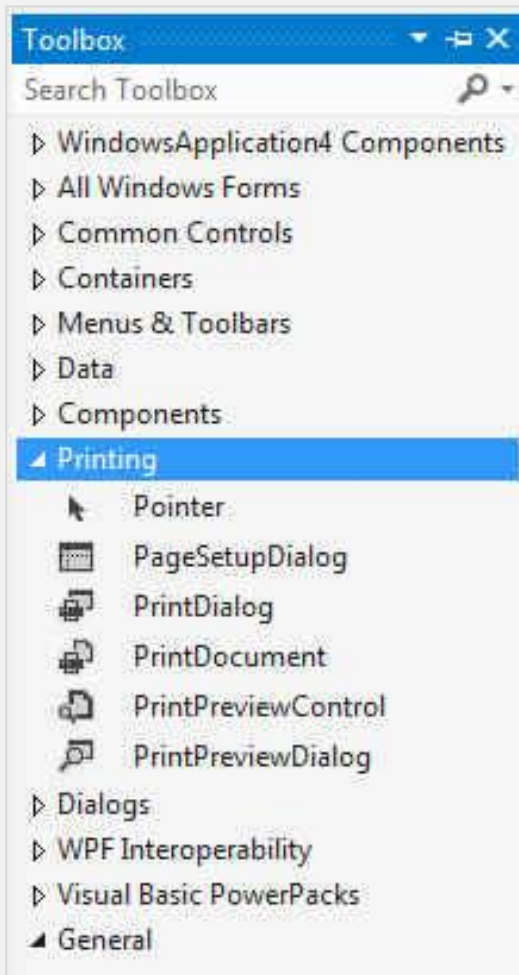 Toolbox
Search Toolbox
WindowsApplication4 Components
All Windows Forms
Common Controls
Containers
Menus & Toolbars
Data
Components
Printing
Pointer
PageSetupDialog
PrintDialog
PrintDocument
PrintPreviewControl
PrintPreviewDialog
Dialogs
WPF Interoperability
Visual Basic PowerPacks
General